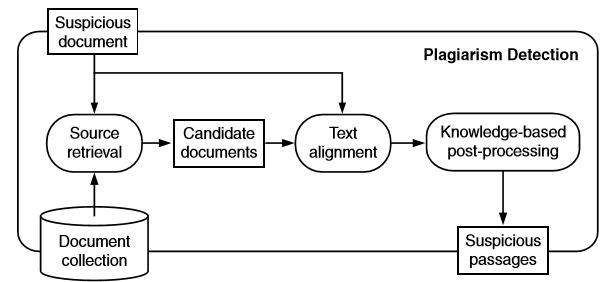 Suspicious
document
Plagiarism Detection
Source
retrieval
Candidate
documents
Text
alignment
Knowledge-based
post-processing
Document
collection
Suspicious
passages